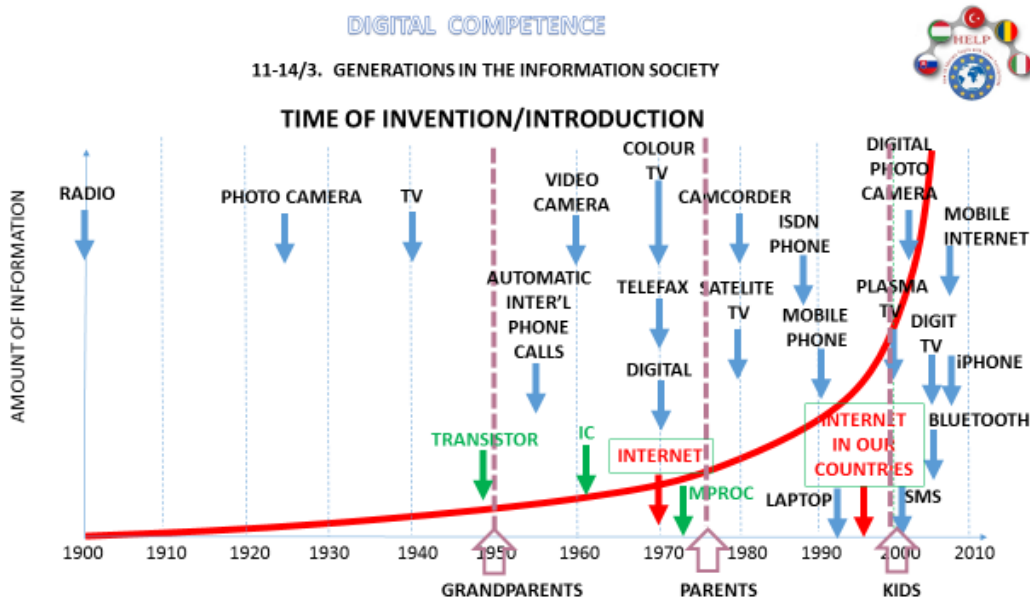 DIGITAL COMPETENCE
HELP
11-14/3. GENERATIONS IN THE INFORMATION SOCIETY
TIME OF INVENTION/INTRODUCTION
AMOUNT OF INFORMATION
RADIO
PHOTO CAMERA
TV
VIDEO
CAMERA
COLOUR
TV
CAMCORDER
DIGITAL
PHOTO
CAMERA
ISDN
PHONE
MOBILE
INTERNET
AUTOMATIC
INTER'L
PHONE
CALLS
TELEFAX
SATELITE
TV
MOBILE
PHONE
PLASMA
TV
DIGIT
TV
iPHONE
DIGITAL
TRANSISTOR
IC
INTERNET
MPROC
INTERNET
IN OUR
COUNTRIES
BLUETOOTH
LAPTOP
SMS
1900
1910
1920
1930
1940
1950
1960
1970
1980
1990
2000
2010
GRANDPARENTS
PARENTS
KIDS